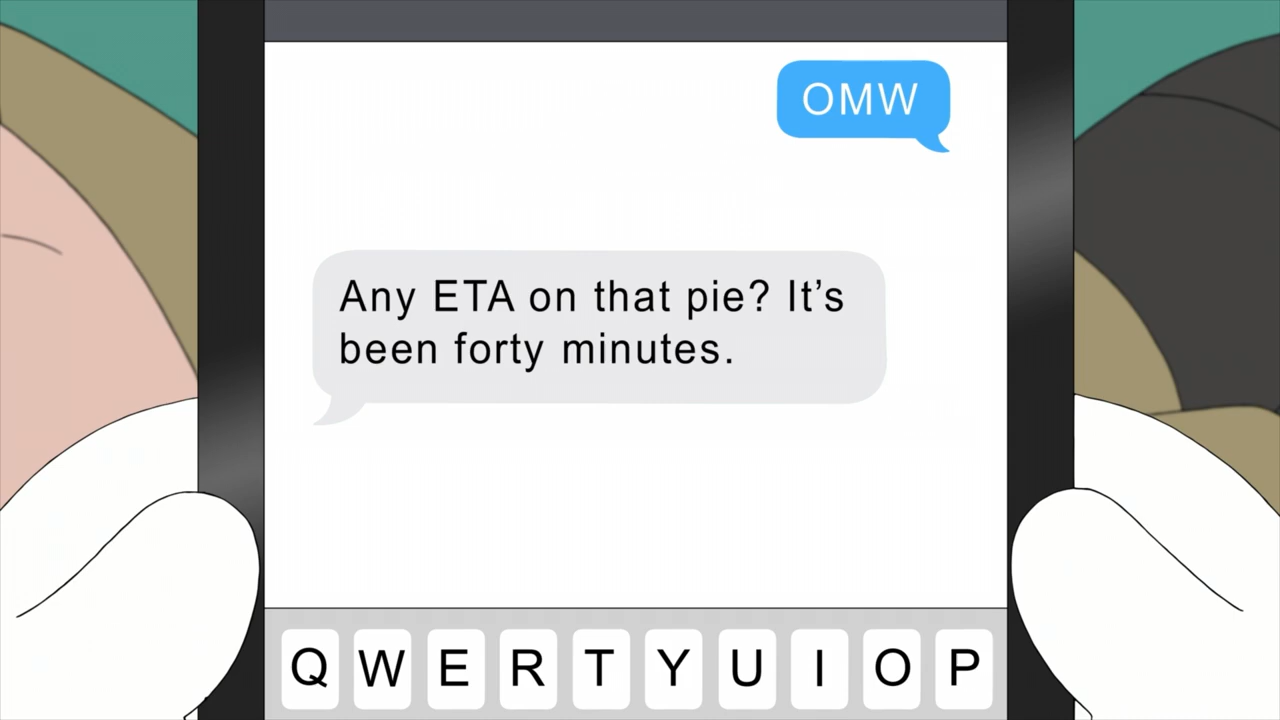 OMW
Any ETA on that pie? It’s
been forty minutes.
Q W E R T Y U I O P